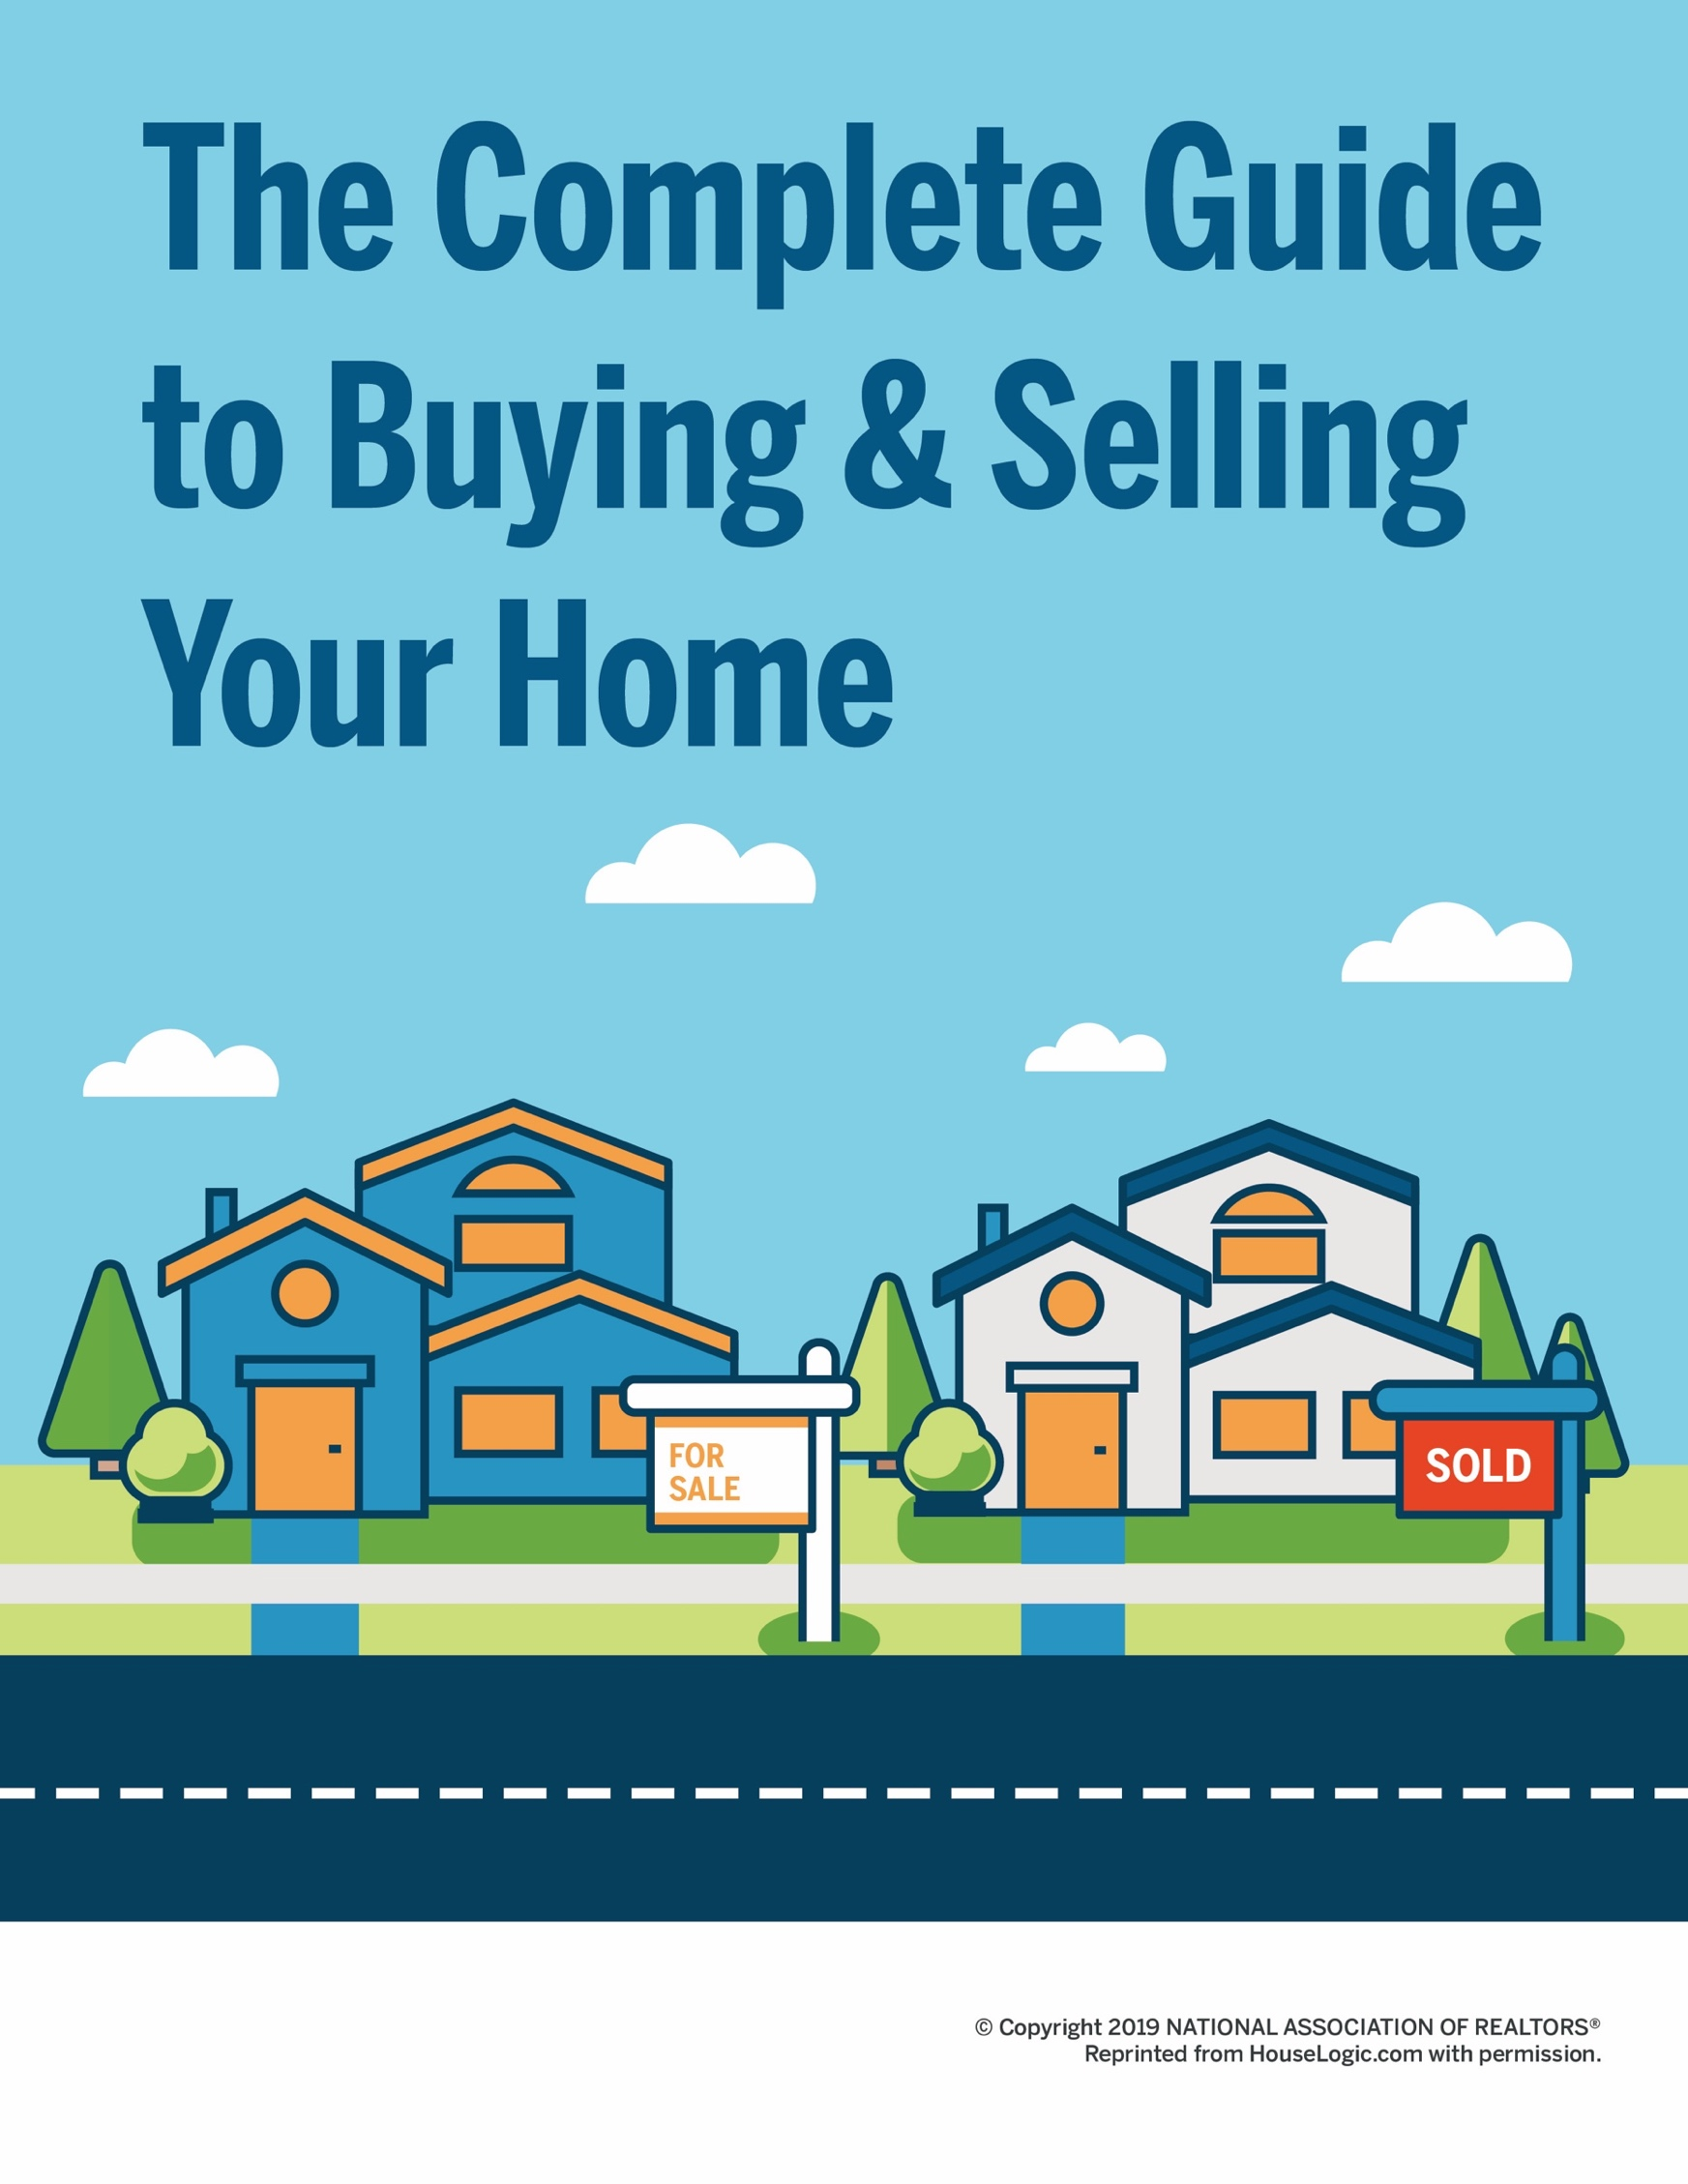 The Complete Guide
to Buying & Selling
Your Home
FOR
SALE
SOLD
© Copyright 2019 NATIONAL ASSOCIATION OF REALTORS®
Reprinted from HouseLogic.com with permission.